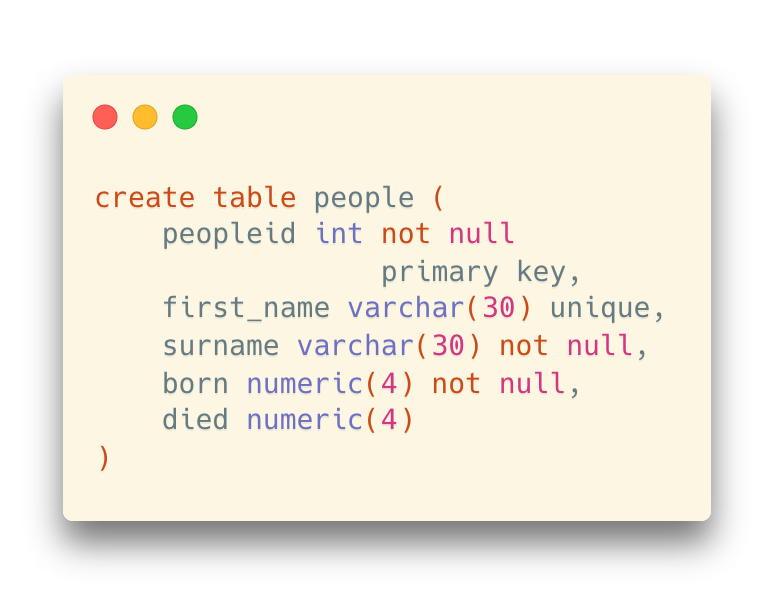 create table people (
    peopleid int not null
                 primary key,
    first_name varchar(30) unique,
    surname varchar(30) not null,
    born numeric(4) not null,
    died numeric(4)
)